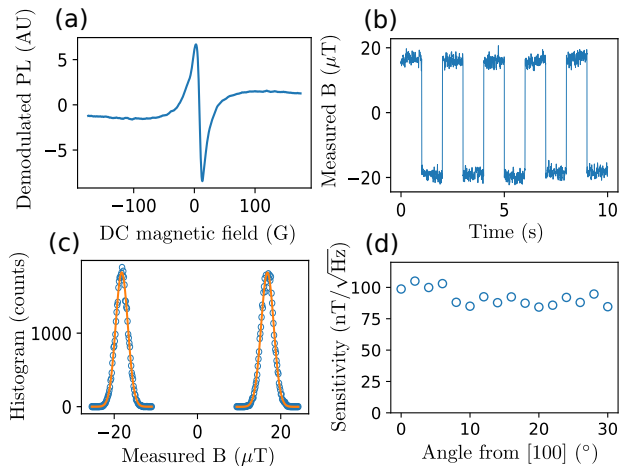 (a)
Demodulated PL (AU)
5
0
−5
−100
0
100
DC magnetic field (G)
(b)
Measured B (μT)
20
0
−20
0
5
10
Time (s)
(c)
Histogram (counts)
1000
0
−20
0
20
Measured B (μT)
(d)
Sensitivity (nT/√Hz)
100
75
50
25
0
0
10
20
30
Angle from [100] (°)